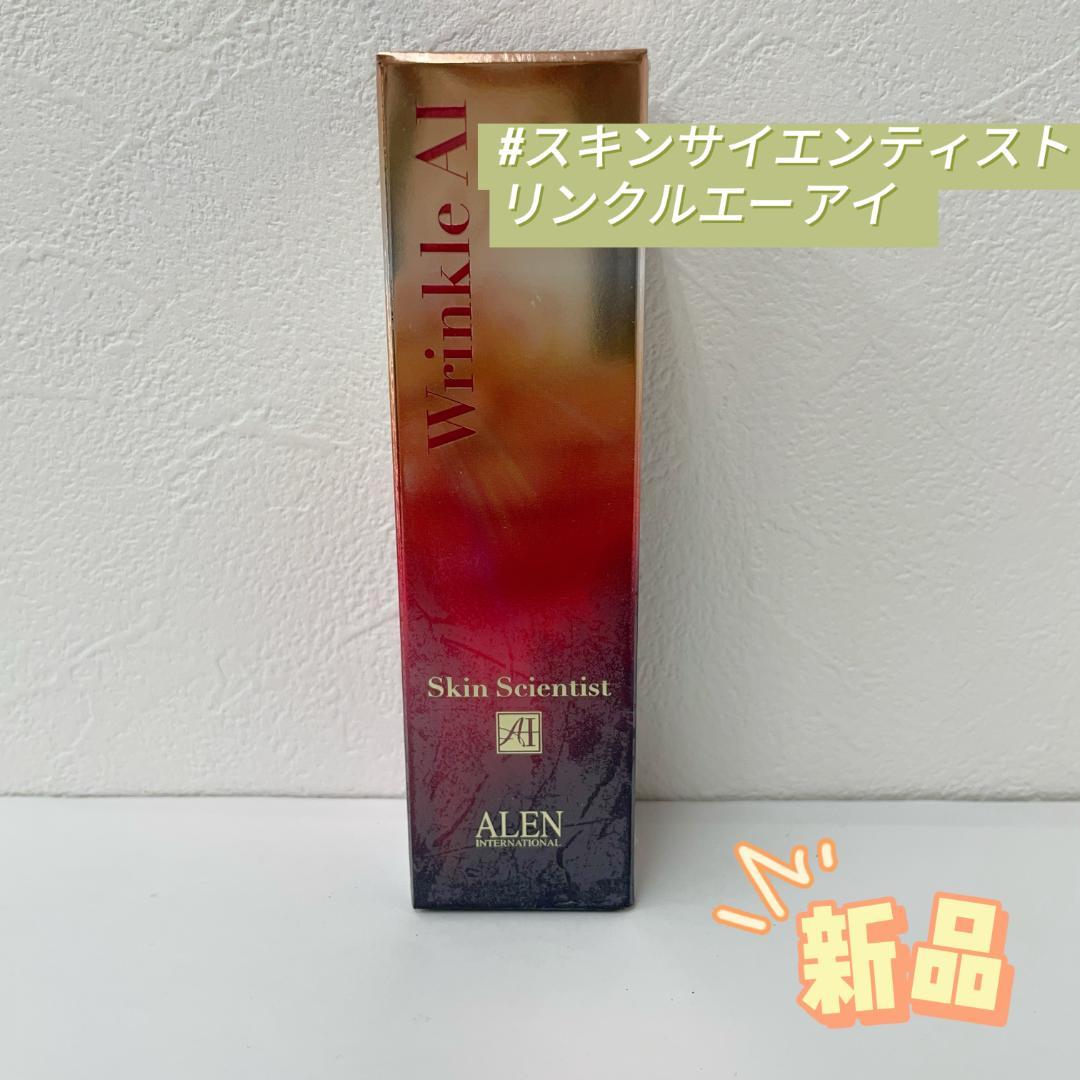 #スキンサイエンティスト
リンクルエーアイ
Wrinkle AI
Skin Scientist
AI
ALEN
INTERNATIONAL
新品